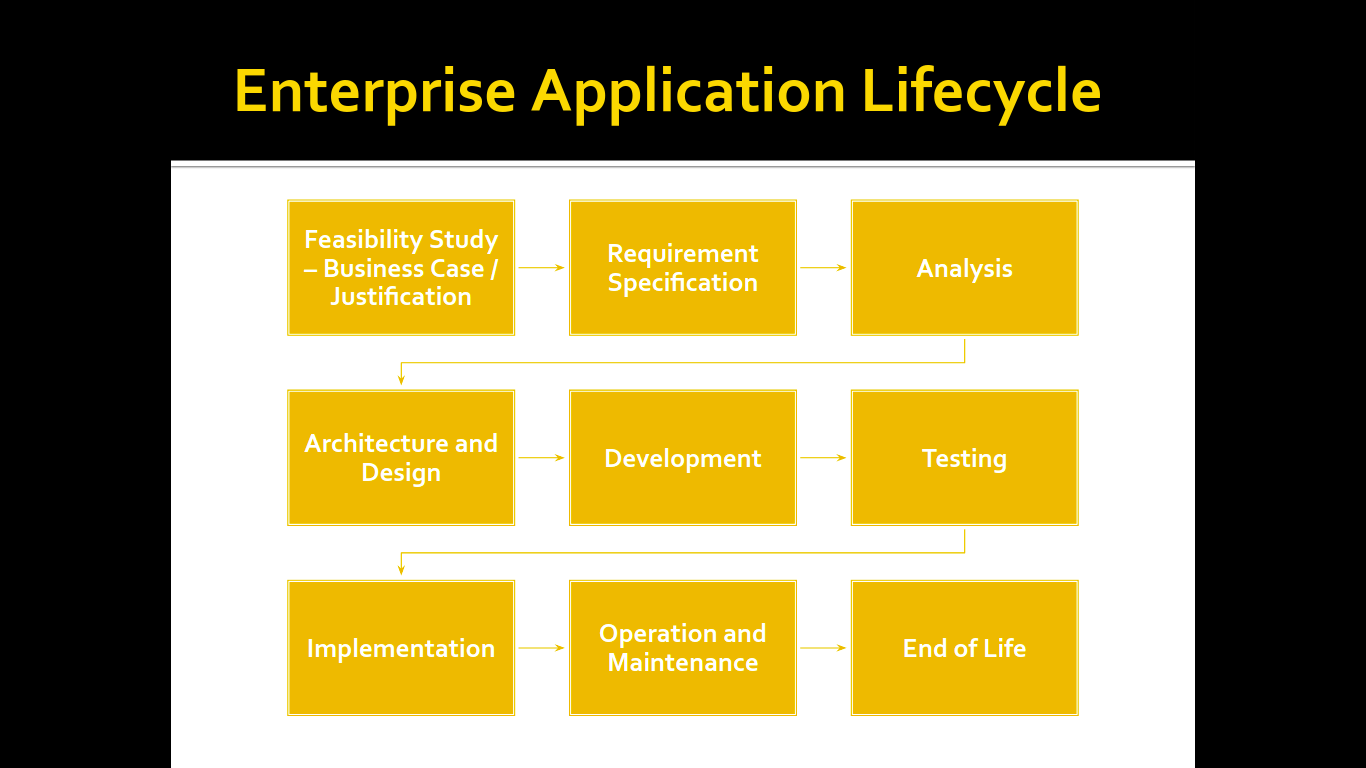 Enterprise Application Lifecycle
Feasibility Study
– Business Case /
Justification
Requirement
Specification
Analysis
Architecture and
Design
Development
Testing
Implementation
Operation and
Maintenance
End of Life